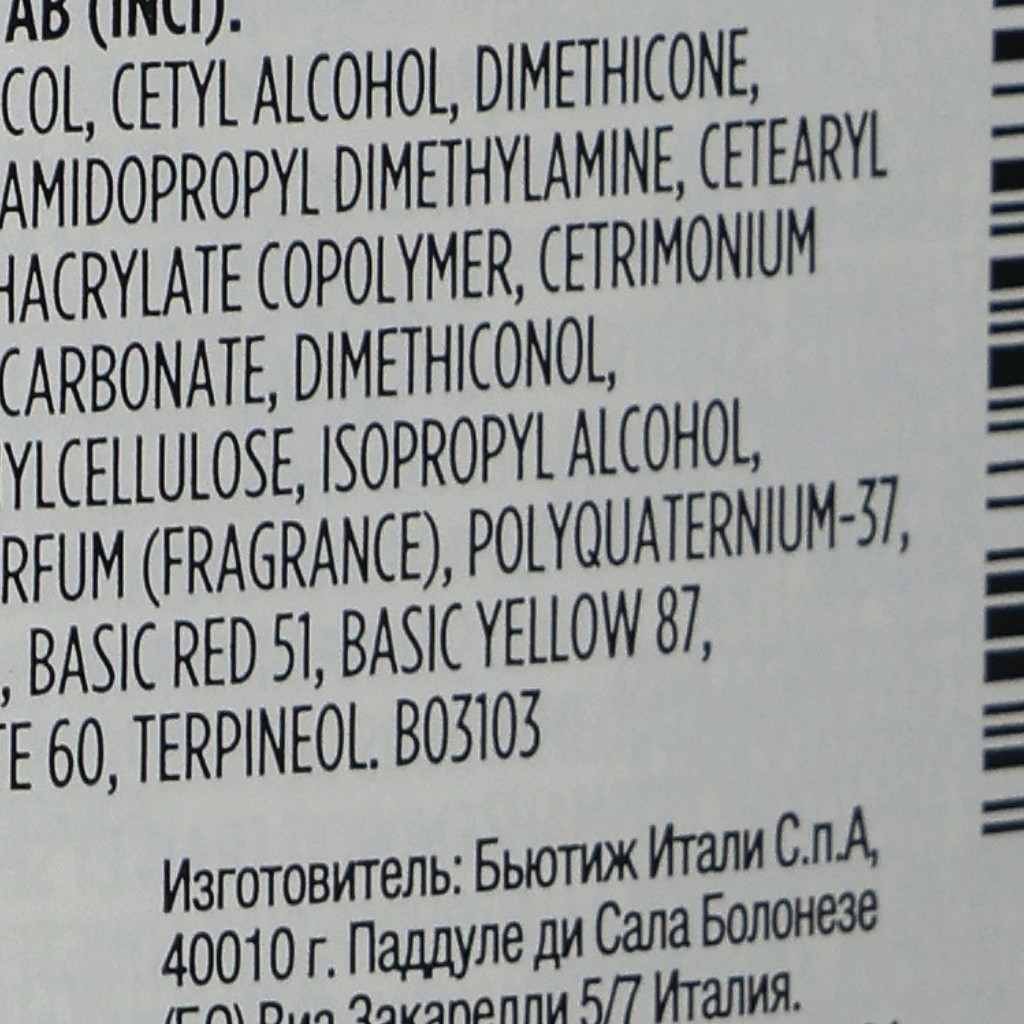 AB (INCI).
COL, CETYL ALCOHOL, DIMETHICONE,
AMIDOPROPYL DIMETHYLAMINE, CETEARYL
HACRYLATE COPOLYMER, CETRIMONIUM
CARBONATE, DIMETHICONOL,
YLCELLULOSE, ISOPROPYL ALCOHOL,
RFUM (FRAGRANCE), POLYQUATERNIUM-37,
, BASIC RED 51, BASIC YELLOW 87,
TE 60, TERPINEOL. B03103
Изготовитель: Бьютиж Итали С.п.А,
40010 г. Паддуле ди Сала Болонезе
(БО) Виа Закарелли 5/7 Италия.